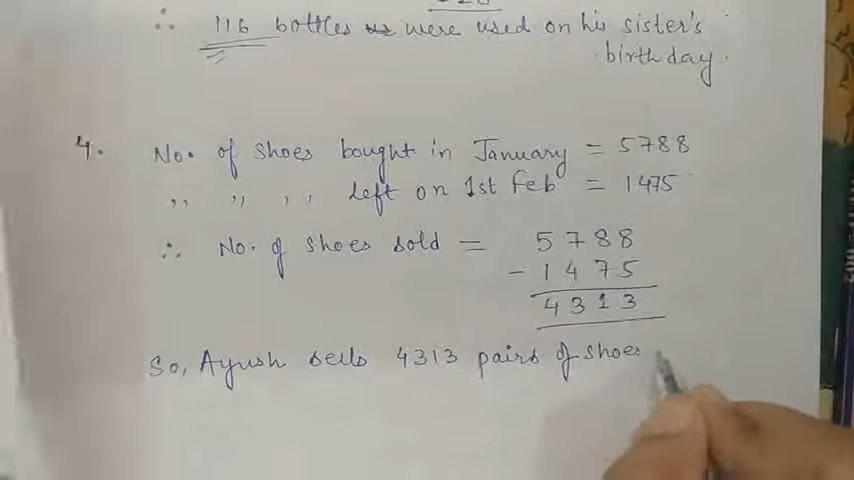 ∴ 116 bottles were used on his sister's
birthday.
4. No. of shoes bought in January = 5788
,, ,, ,, left on 1st Feb = 1475
∴ No. of shoes sold = 5788
- 1475
4313
So, Ayush sells 4313 pairs of shoes